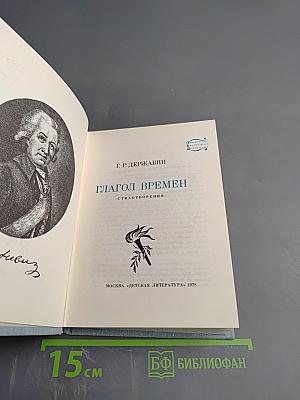 Г. Р. ДЕРЖАВИН
ГЛАГОЛ ВРЕМЕН
СТИХОТВОРЕНИЯ
МОСКВА «ДЕТСКАЯ ЛИТЕРАТУРА» 1978
15 см
БФ БИБЛИОФАН